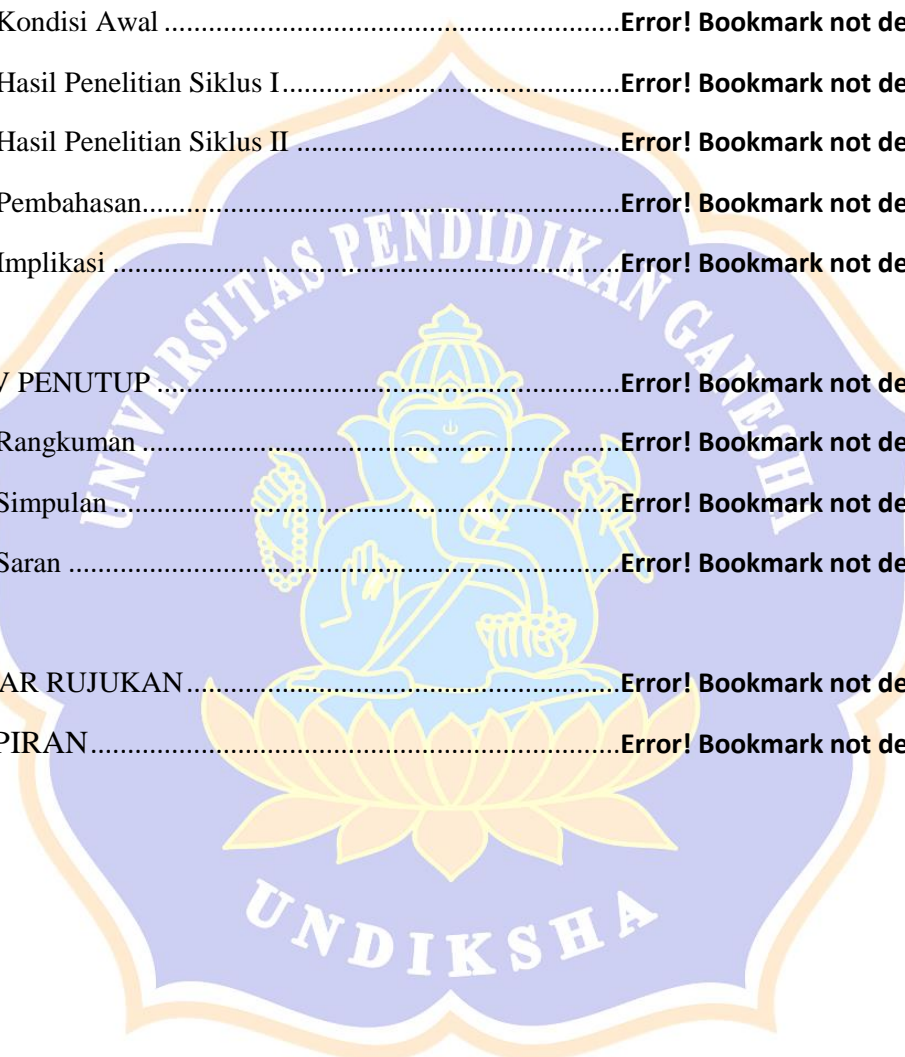 Kondisi Awal ............................................................Error! Bookmark not de
Hasil Penelitian Siklus I............................................Error! Bookmark not de
Hasil Penelitian Siklus II ..........................................Error! Bookmark not de
Pembahasan..............................................................Error! Bookmark not de
Implikasi ..................................................................Error! Bookmark not de
V PENUTUP .............................................................Error! Bookmark not de
Rangkuman ..............................................................Error! Bookmark not de
Simpulan ..................................................................Error! Bookmark not de
Saran ........................................................................Error! Bookmark not de
AR RUJUKAN.........................................................Error! Bookmark not de
PIRAN......................................................................Error! Bookmark not de
UNIVERSITAS PENDIDIKAN GANESHA
UNDIKSHA